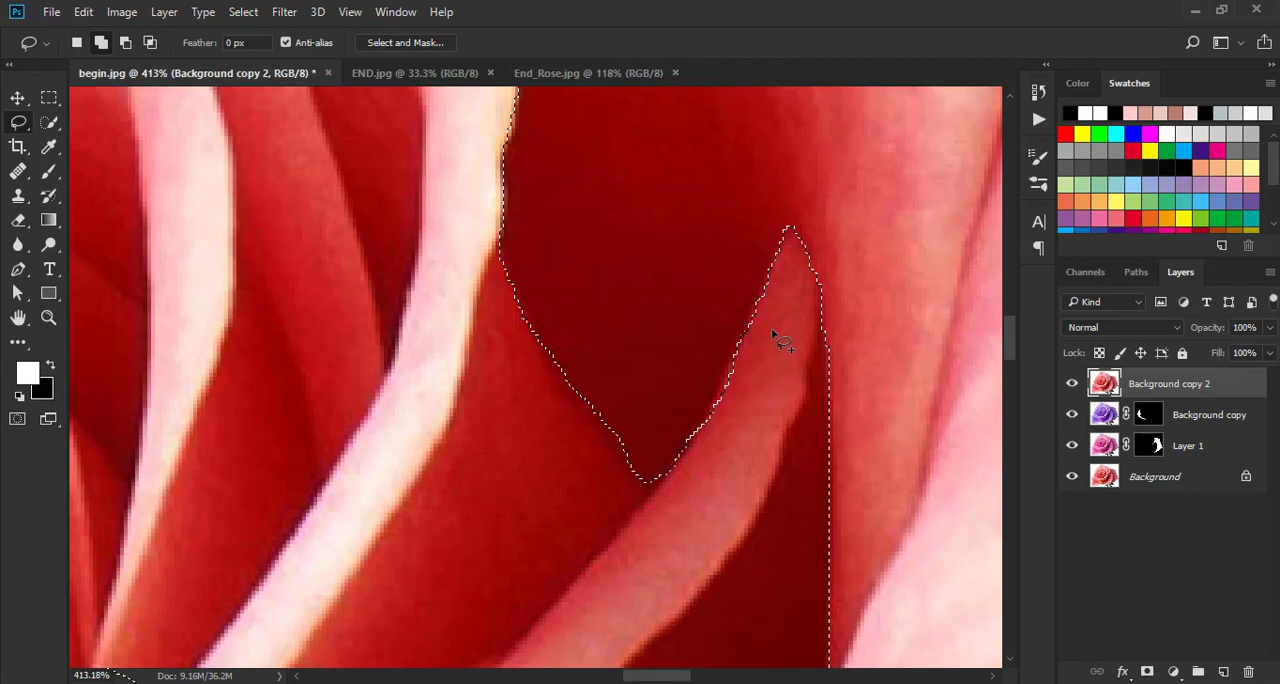 Ps File Edit Image Layer Type Select Filter 3D View Window Help
Feather: 0 px Anti-alias Select and Mask...
begin.jpg @ 413% (Background copy 2, RGB/8) * × END.jpg @ 33.3% (RGB/8) × End_Rose.jpg @ 118% (RGB/8) ×
Color Swatches
Channels Paths Layers
Kind
Normal Opacity: 100%
Lock: Fill: 100%
Background copy 2
Background copy
Layer 1
Background
413.18% Doc: 9.16M/36.2M